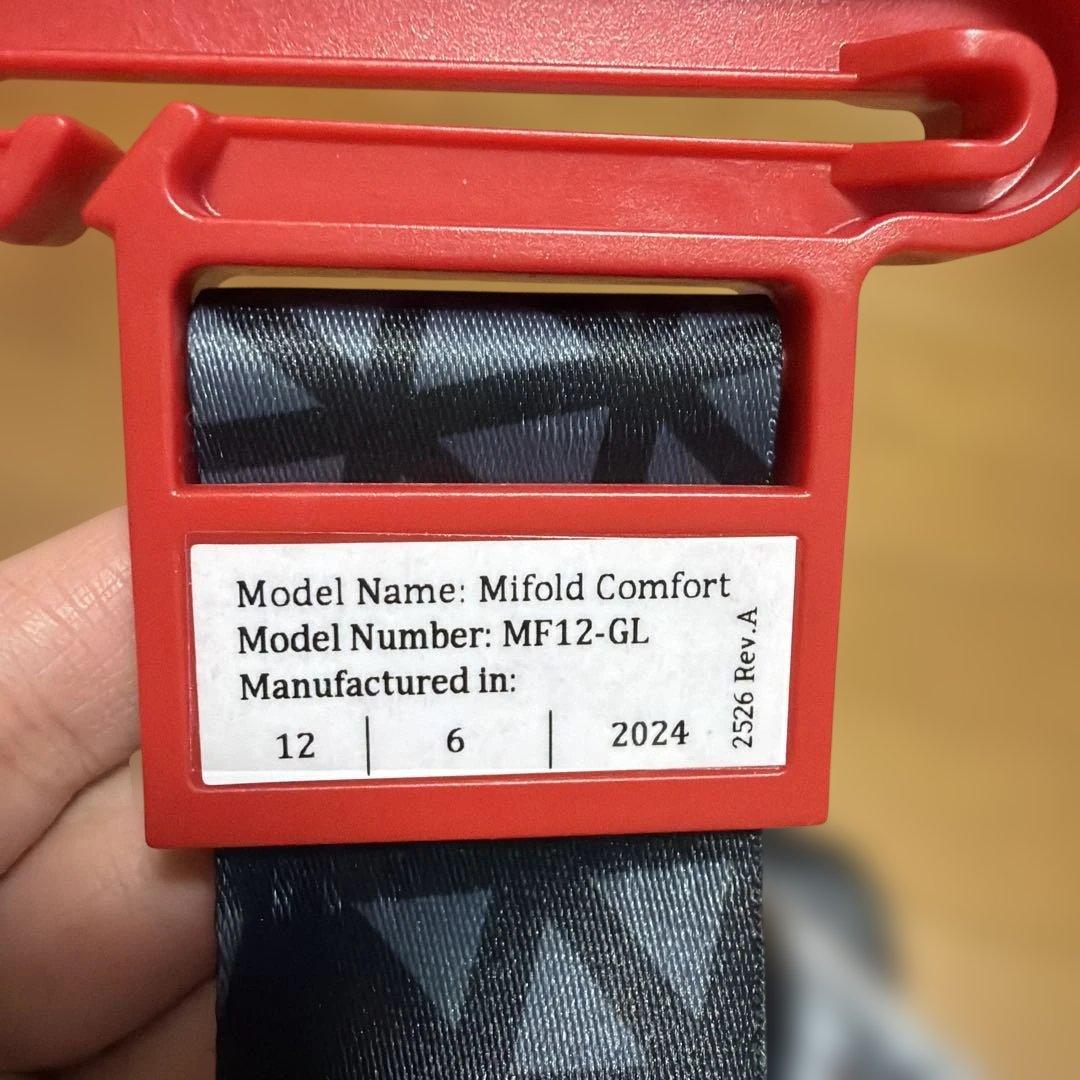 Model Name: Mifold Comfort
Model Number: MF12-GL
Manufactured in:
12 | 6 | 2024
2526 Rev.A